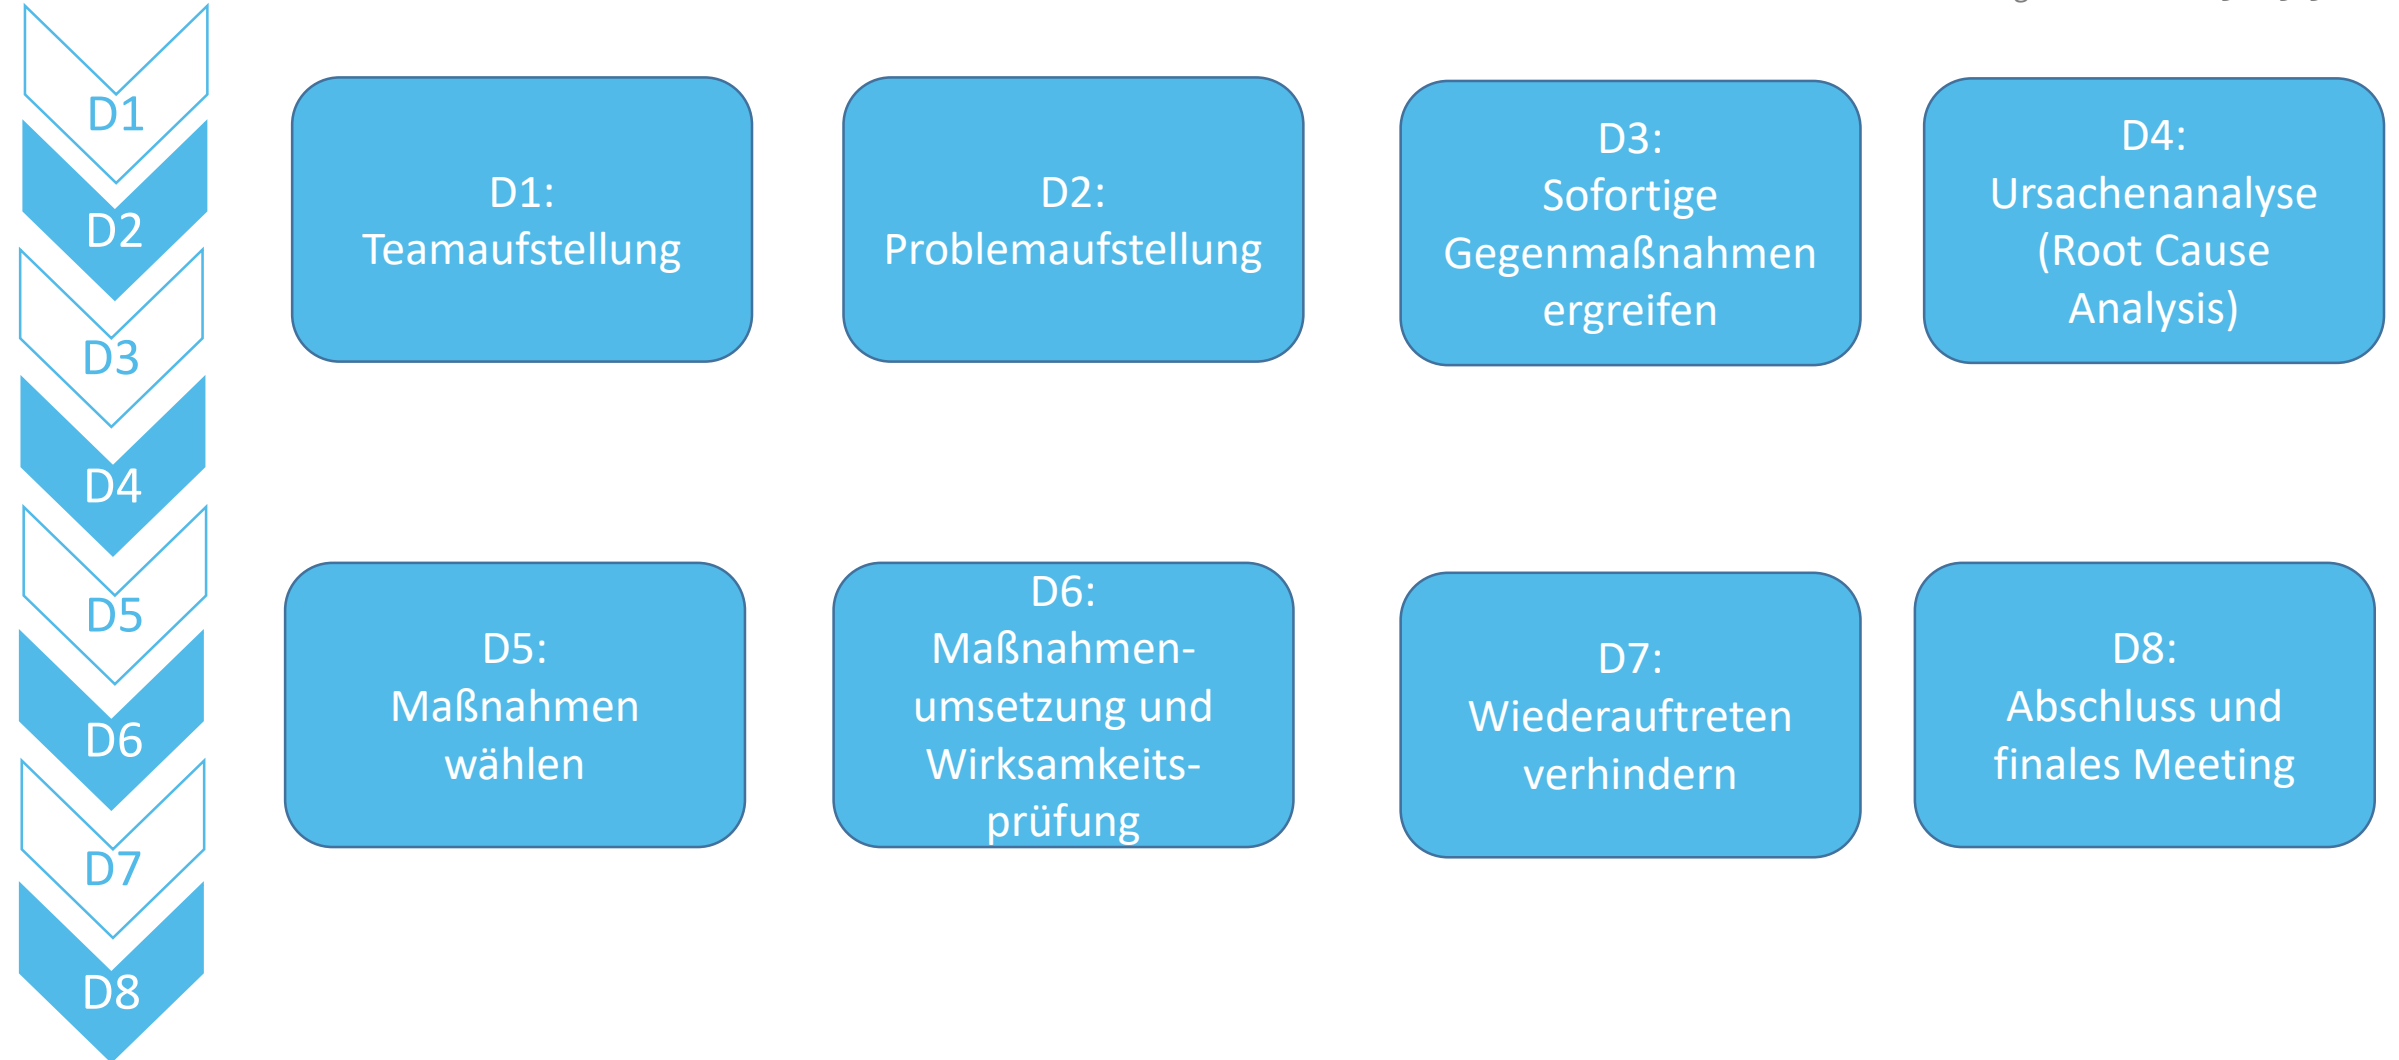 D1
D2
D3
D4
D5
D6
D7
D8
D1:
Teamaufstellung
D2:
Problemaufstellung
D3:
Sofortige
Gegenmaßnahmen
ergreifen
D4:
Ursachenanalyse
(Root Cause
Analysis)
D5:
Maßnahmen
wählen
D6:
Maßnahmen-
umsetzung und
Wirksamkeits-
prüfung
D7:
Wiederauftreten
verhindern
D8:
Abschluss und
finales Meeting